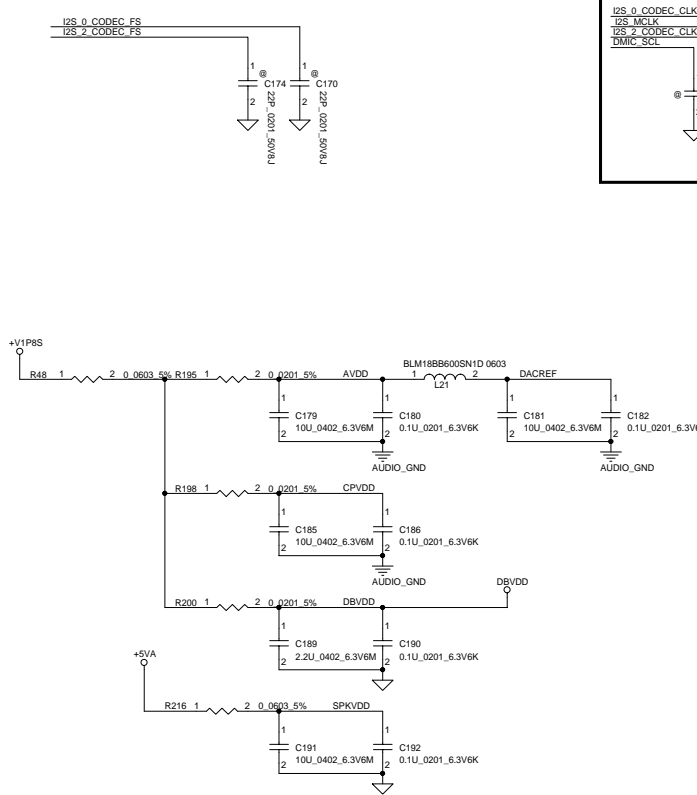 I2S_0_CODEC_FS
I2S_2_CODEC_FS
1
@
C174
2
22P_0201_50V8J
1
@
C170
2
22P_0201_50V8J
I2S_0_CODEC_CLK
I2S_MCLK
I2S_2_CODEC_CLK
DMIC_SCL
@
+V1P8S
R48 1 2 0_0603_5%
R195 1 2 0_0201_5% AVDD
BLM18BB600SN1D 0603
1 2
L21
DACREF
1
C179
10U_0402_6.3V6M
2
1
C180
0.1U_0201_6.3V6K
2
AUDIO_GND
1
C181
10U_0402_6.3V6M
2
1
C182
0.1U_0201_6.3V6
2
AUDIO_GND
R198 1 2 0_0201_5% CPVDD
1
C185
10U_0402_6.3V6M
2
1
C186
0.1U_0201_6.3V6K
2
AUDIO_GND
R200 1 2 0_0201_5% DBVDD
DBVDD
1
C189
2.2U_0402_6.3V6M
2
1
C190
0.1U_0201_6.3V6K
2
+5VA
R216 1 2 0_0603_5% SPKVDD
1
C191
10U_0402_6.3V6M
2
1
C192
0.1U_0201_6.3V6K
2